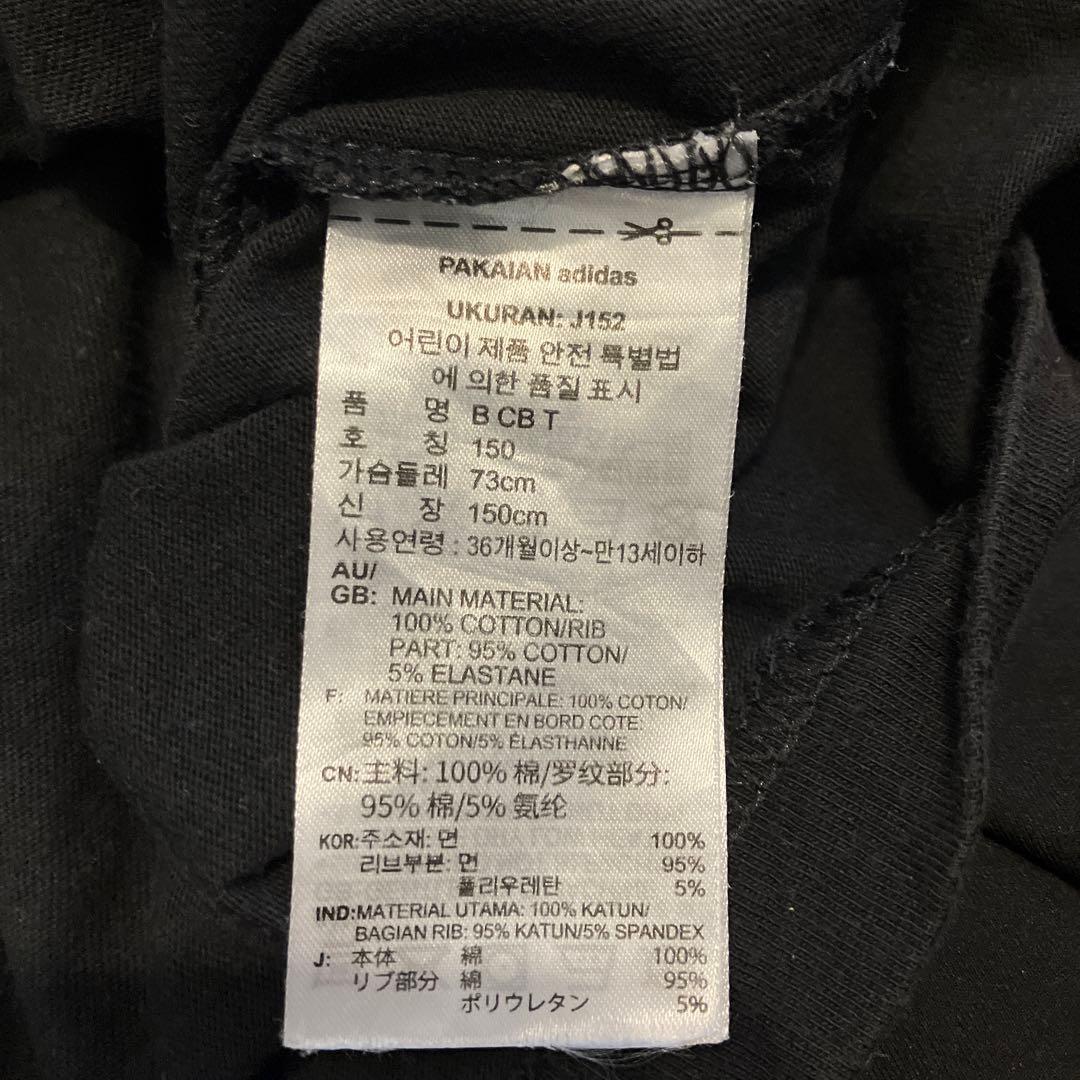 PAKAIAN adidas
UKURAN: J152
어린이 제품 안전 특별법
에 의한 품질 표시
품 명 B CB T
호 칭 150
가슴둘레 73cm
신 장 150cm
사용연령 : 36개월이상~만13세이하
AU/
GB: MAIN MATERIAL:
100% COTTON/RIB
PART: 95% COTTON/
5% ELASTANE
F: MATIERE PRINCIPALE: 100% COTON/
EMPIECEMENT EN BORD COTE:
95% COTON/5% ÉLASTHANNE
CN: 主料: 100% 棉/罗纹部分:
95% 棉/5% 氨纶
KOR: 주소재: 면 100%
리브부분: 면 95%
폴리우레탄 5%
IND: MATERIAL UTAMA: 100% KATUN/
BAGIAN RIB: 95% KATUN/5% SPANDEX
J: 本体 綿 100%
リブ部分 綿 95%
ポリウレタン 5%